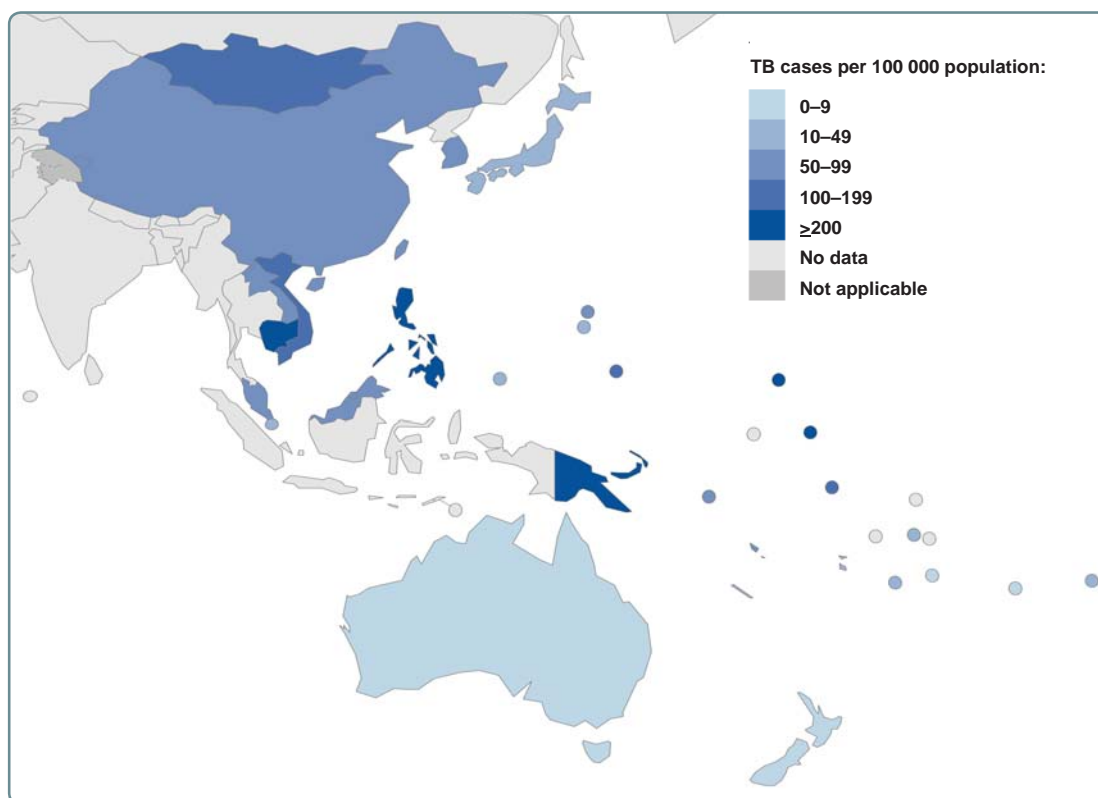 TB cases per 100 000 population:
0–9
10–49
50–99
100–199
≥200
No data
Not applicable